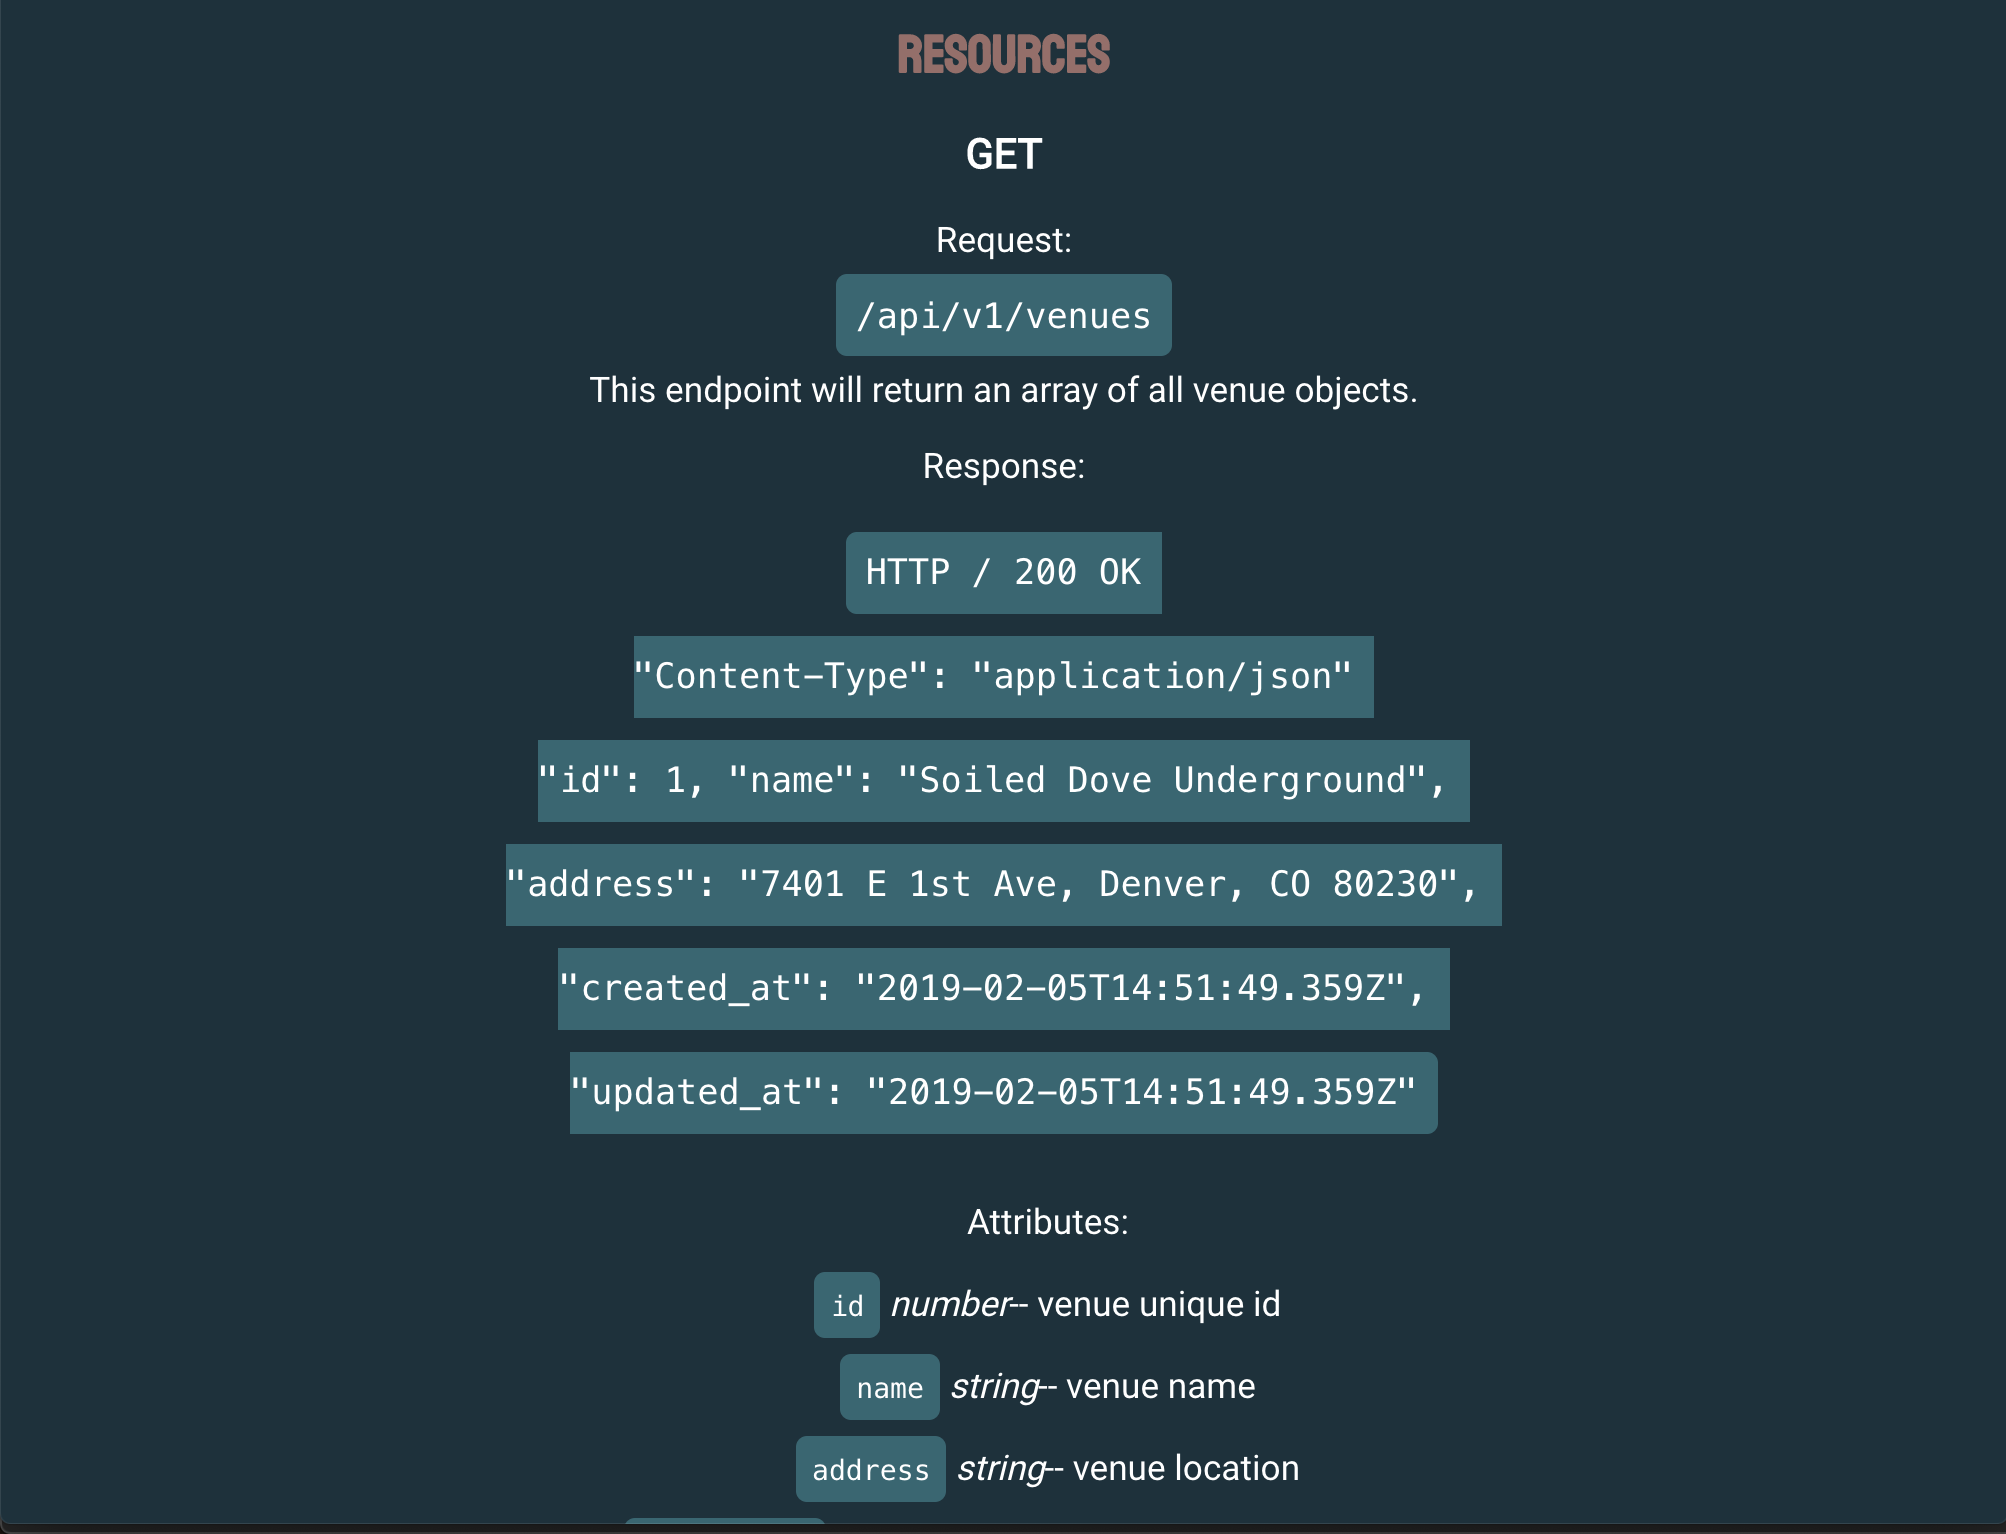 RESOURCES
GET
Request:
/api/v1/venues
This endpoint will return an array of all venue objects.
Response:
HTTP / 200 OK
"Content-Type": "application/json"
"id": 1, "name": "Soiled Dove Underground",
"address": "7401 E 1st Ave, Denver, CO 80230",
"created_at": "2019-02-05T14:51:49.359Z",
"updated_at": "2019-02-05T14:51:49.359Z"
Attributes:
id number-- venue unique id
name string-- venue name
address string-- venue location